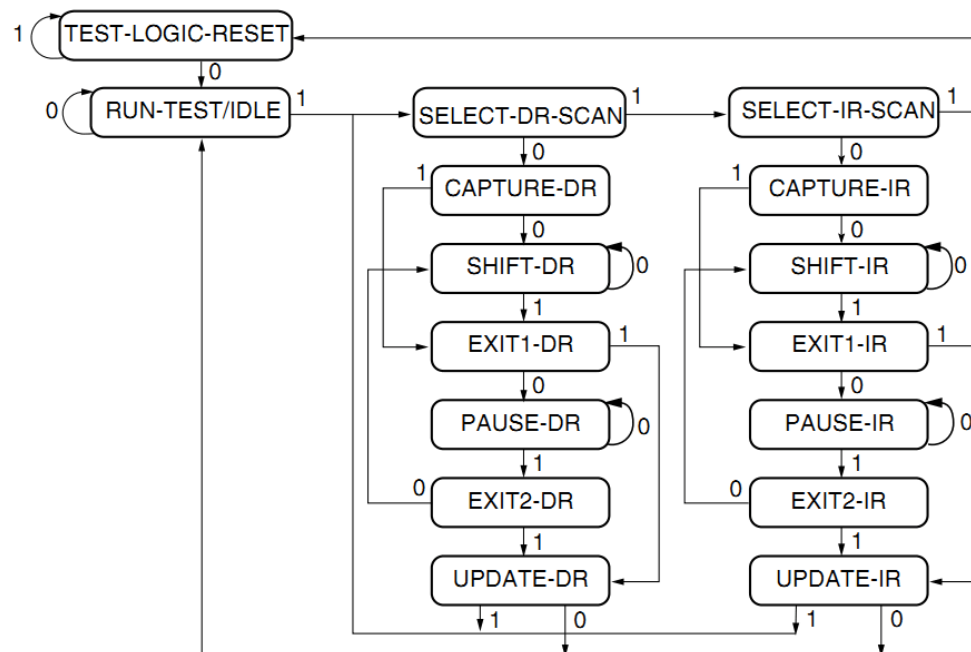 1 TEST-LOGIC-RESET
0
0 RUN-TEST/IDLE 1 SELECT-DR-SCAN 1 SELECT-IR-SCAN 1
0 0
1 CAPTURE-DR 1 CAPTURE-IR
0 0
SHIFT-DR 0 SHIFT-IR 0
1 1
EXIT1-DR 1 EXIT1-IR 1
0 0
PAUSE-DR 0 PAUSE-IR 0
1 1
0 EXIT2-DR 0 EXIT2-IR
1 1
UPDATE-DR UPDATE-IR
1 0 1 0